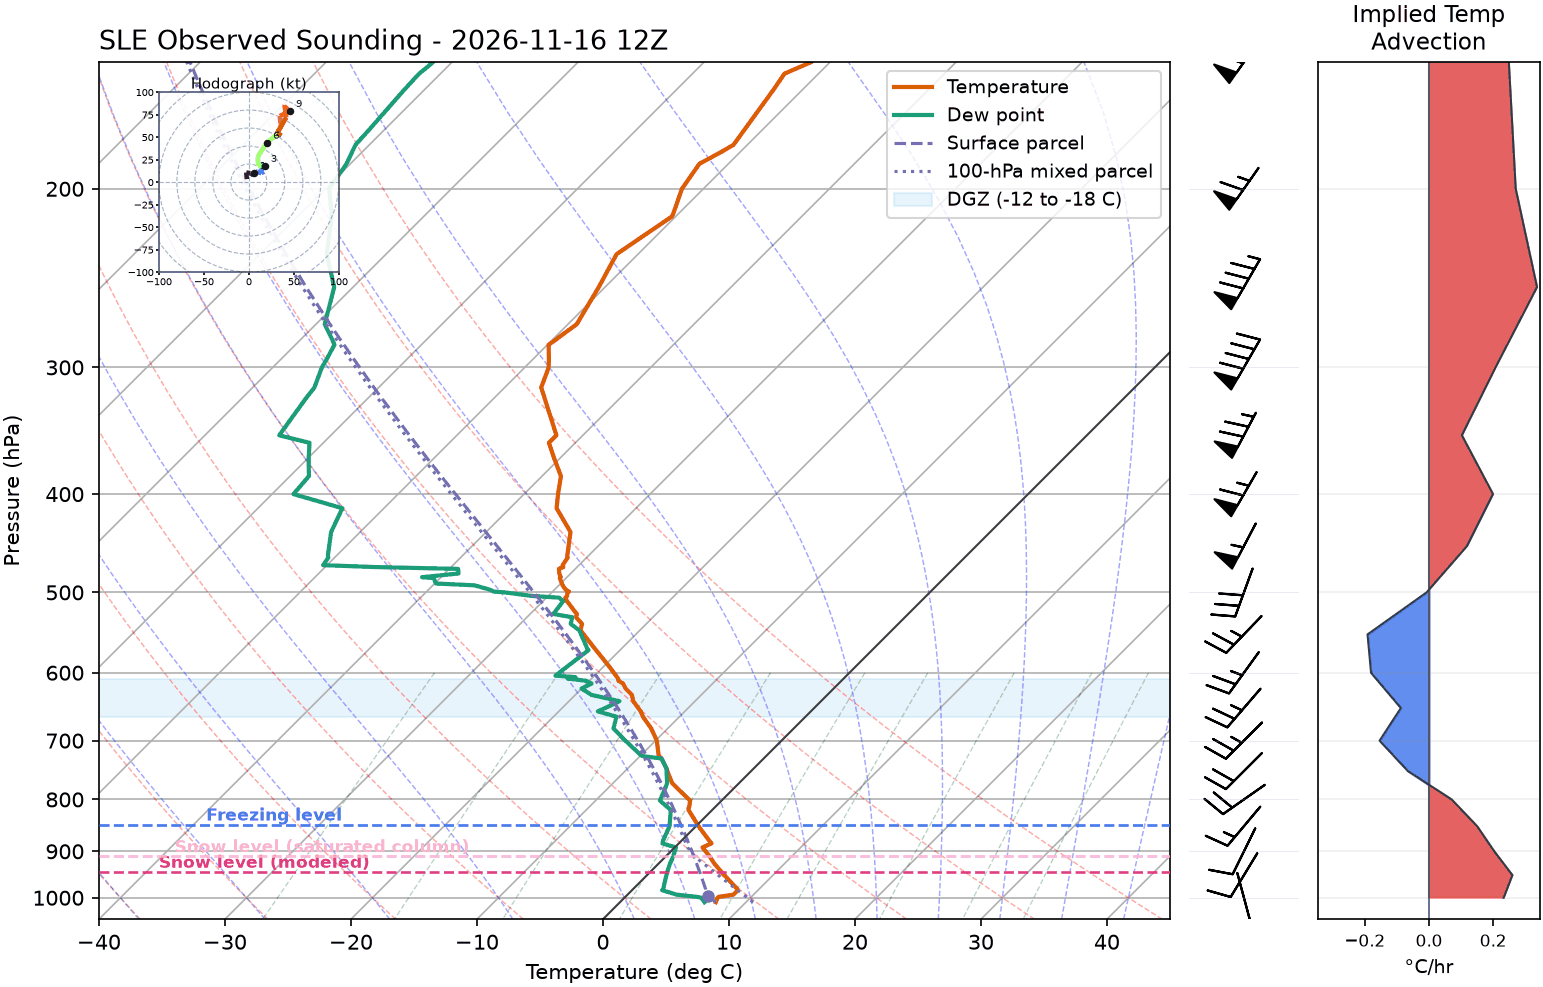 SLE Observed Sounding - 2026-11-16 12Z
Implied Temp
Advection
Hodograph (kt)
100
75
50
25
0
−25
−50
−75
−100
−100
−50
0
50
100
3
6
9
Temperature
Dew point
Surface parcel
100-hPa mixed parcel
DGZ (-12 to -18 C)
Pressure (hPa)
200
300
400
500
600
700
800
900
1000
Freezing level
Snow level (saturated column)
Snow level (modeled)
−40
−30
−20
−10
0
10
20
30
40
Temperature (deg C)
−0.2
0.0
0.2
°C/hr